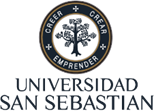 CREER CREAR
EMPRENDER
UNIVERSIDAD
SAN SEBASTIAN